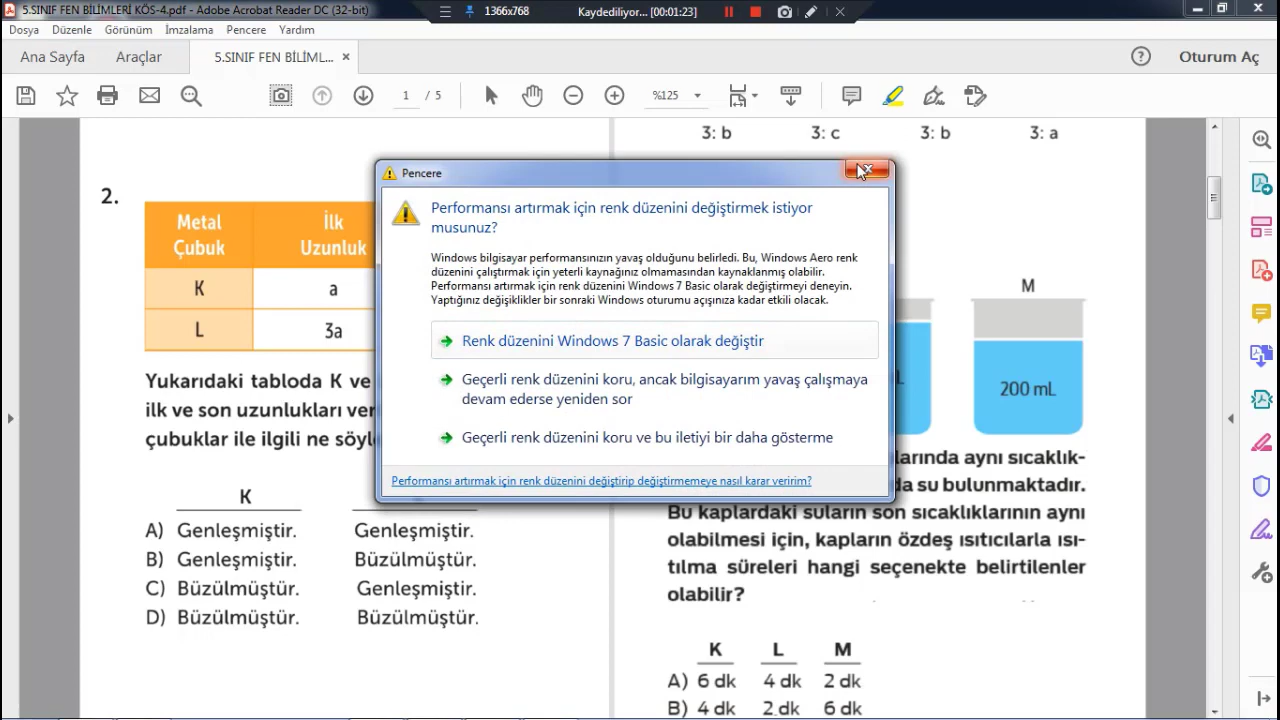 5.SINIF FEN BİLİMLERİ KÖS-4.pdf - Adobe Acrobat Reader DC (32-bit)
1366x768
Kaydediliyor... [00:01:23]
Dosya Düzenle Görünüm İmzalama Pencere Yardım
Ana Sayfa Araçlar 5.SINIF FEN BİLİML... Oturum Aç
1 / 5 %125
3: b 3: c 3: b 3: a
Pencere
Performansı artırmak için renk düzenini değiştirmek istiyor
musunuz?
Windows bilgisayar performansınızın yavaş olduğunu belirledi. Bu, Windows Aero renk
düzenini çalıştırmak için yeterli kaynağınız olmamasından kaynaklanmış olabilir.
Performansı artırmak için renk düzenini Windows 7 Basic olarak değiştirmeyi deneyin.
Yaptığınız değişiklikler bir sonraki Windows oturumu açışınıza kadar etkili olacak.
Renk düzenini Windows 7 Basic olarak değiştir
Geçerli renk düzenini koru, ancak bilgisayarım yavaş çalışmaya
devam ederse yeniden sor
Geçerli renk düzenini koru ve bu iletiyi bir daha gösterme
Performansı artırmak için renk düzenini değiştirip değiştirmemeye nasıl karar veririm?
2.
Metal
Çubuk
İlk
Uzunluk
K a
L 3a
Yukarıdaki tabloda K ve
ilk ve son uzunlukları
çubuklar ile ilgili ne
K
A) Genleşmiştir. Genleşmiştir.
B) Genleşmiştir. Büzülmüştür.
C) Büzülmüştür. Genleşmiştir.
D) Büzülmüştür. Büzülmüştür.
M
200 mL
aynı sıcaklık-
su bulunmaktadır.
Bu kaplardaki suların son sıcaklıklarının aynı
olabilmesi için, kapların özdeş ısıtıcılarla ısı-
tılma süreleri hangi seçenekte belirtilenler
olabilir?
K L M
A) 6 dk 4 dk 2 dk
B) 4 dk 2 dk 6 dk